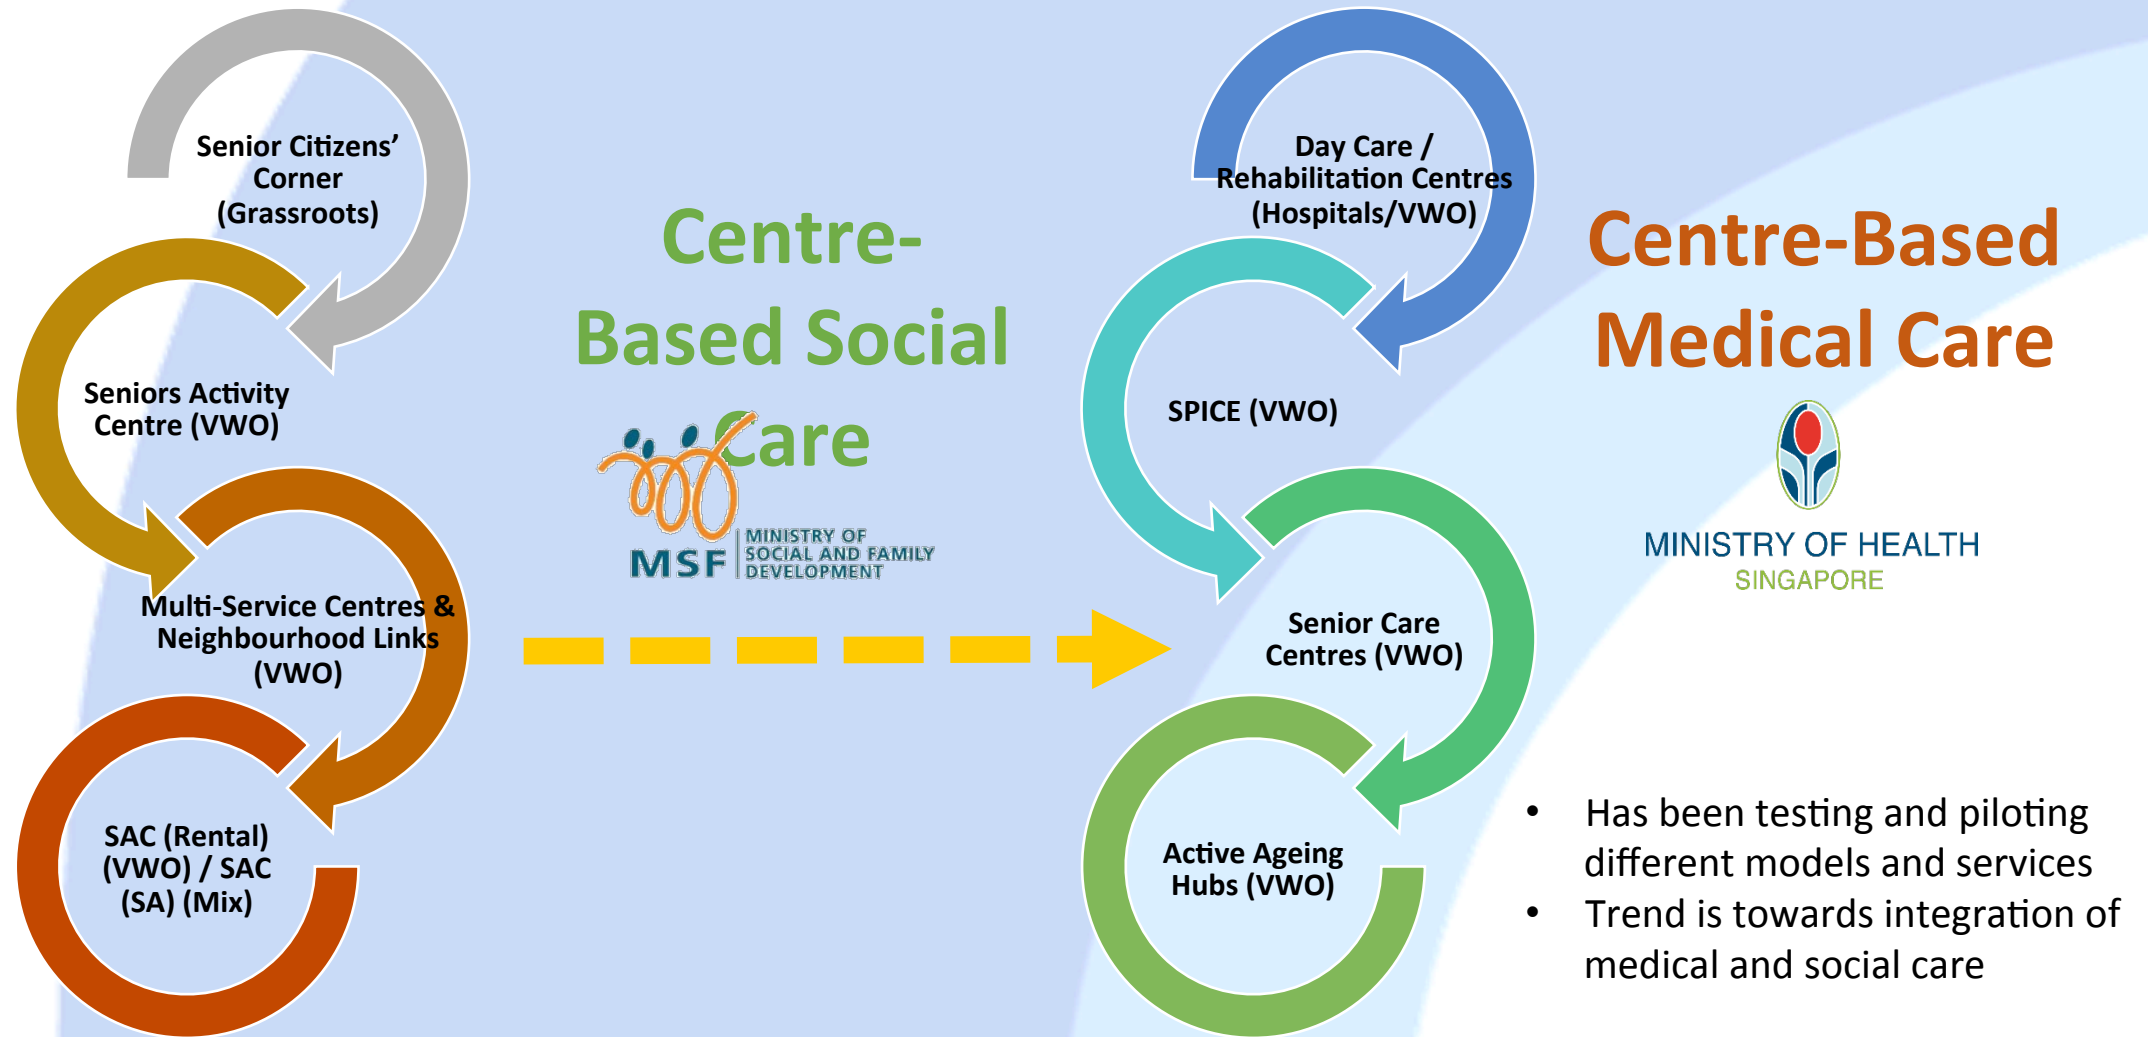 Senior Citizens’
Corner
(Grassroots)
Seniors Activity
Centre (VWO)
Multi-Service Centres &
Neighbourhood Links
(VWO)
SAC (Rental)
(VWO) / SAC
(SA) (Mix)
Centre-
Based Social
Care
MSF
MINISTRY OF
SOCIAL AND FAMILY
DEVELOPMENT
Day Care /
Rehabilitation Centres
(Hospitals/VWO)
SPICE (VWO)
Senior Care
Centres (VWO)
Active Ageing
Hubs (VWO)
Centre-Based
Medical Care
MINISTRY OF HEALTH
SINGAPORE
• Has been testing and piloting
different models and services
• Trend is towards integration of
medical and social care